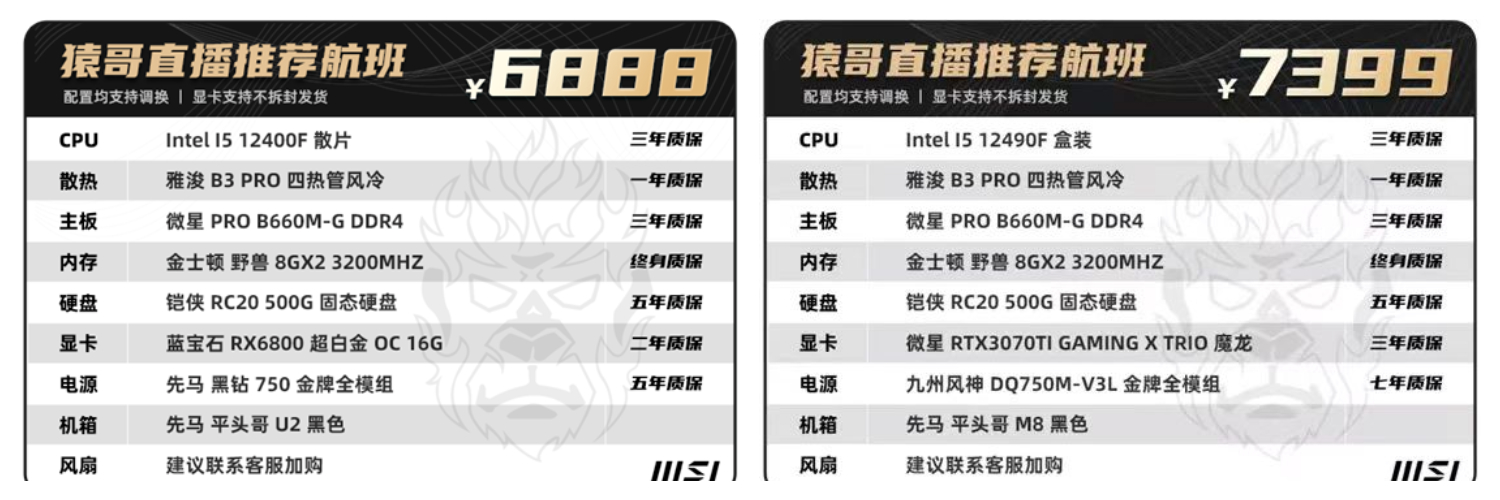 猿哥直播推荐航班
¥6888
配置均支持调换 | 显卡支持不拆封发货
CPU Intel I5 12400F 散片 三年质保
散热 雅浚 B3 PRO 四热管风冷 一年质保
主板 微星 PRO B660M-G DDR4 三年质保
内存 金士顿 野兽 8GX2 3200MHZ 终身质保
硬盘 铠侠 RC20 500G 固态硬盘 五年质保
显卡 蓝宝石 RX6800 超白金 OC 16G 二年质保
电源 先马 黑钻 750 金牌全模组 五年质保
机箱 先马 平头哥 U2 黑色
风扇 建议联系客服加购
MSI
猿哥直播推荐航班
¥7399
配置均支持调换 | 显卡支持不拆封发货
CPU Intel I5 12490F 盒装 三年质保
散热 雅浚 B3 PRO 四热管风冷 一年质保
主板 微星 PRO B660M-G DDR4 三年质保
内存 金士顿 野兽 8GX2 3200MHZ 终身质保
硬盘 铠侠 RC20 500G 固态硬盘 五年质保
显卡 微星 RTX3070TI GAMING X TRIO 魔龙 三年质保
电源 九州风神 DQ750M-V3L 金牌全模组 七年质保
机箱 先马 平头哥 M8 黑色
风扇 建议联系客服加购
MSI